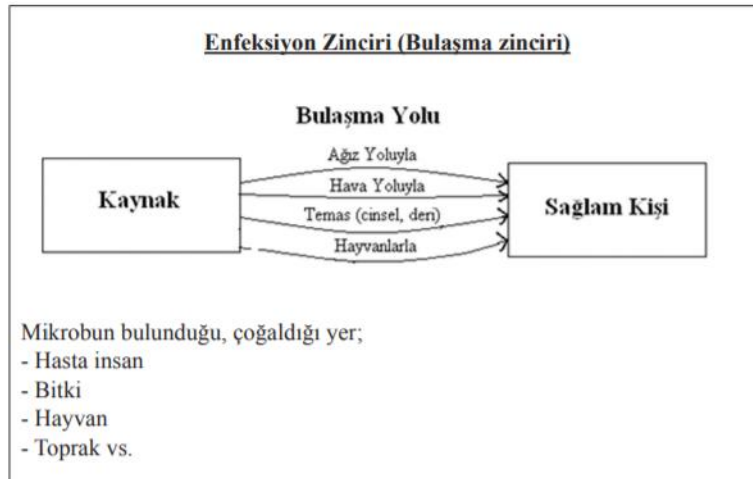 Enfeksiyon Zinciri (Bulaşma zinciri)
Bulaşma Yolu
Kaynak
Ağız Yoluyla
Hava Yoluyla
Temas (cinsel, deri)
Hayvanlarla
Sağlam Kişi
Mikrobun bulunduğu, çoğaldığı yer;
- Hasta insan
- Bitki
- Hayvan
- Toprak vs.